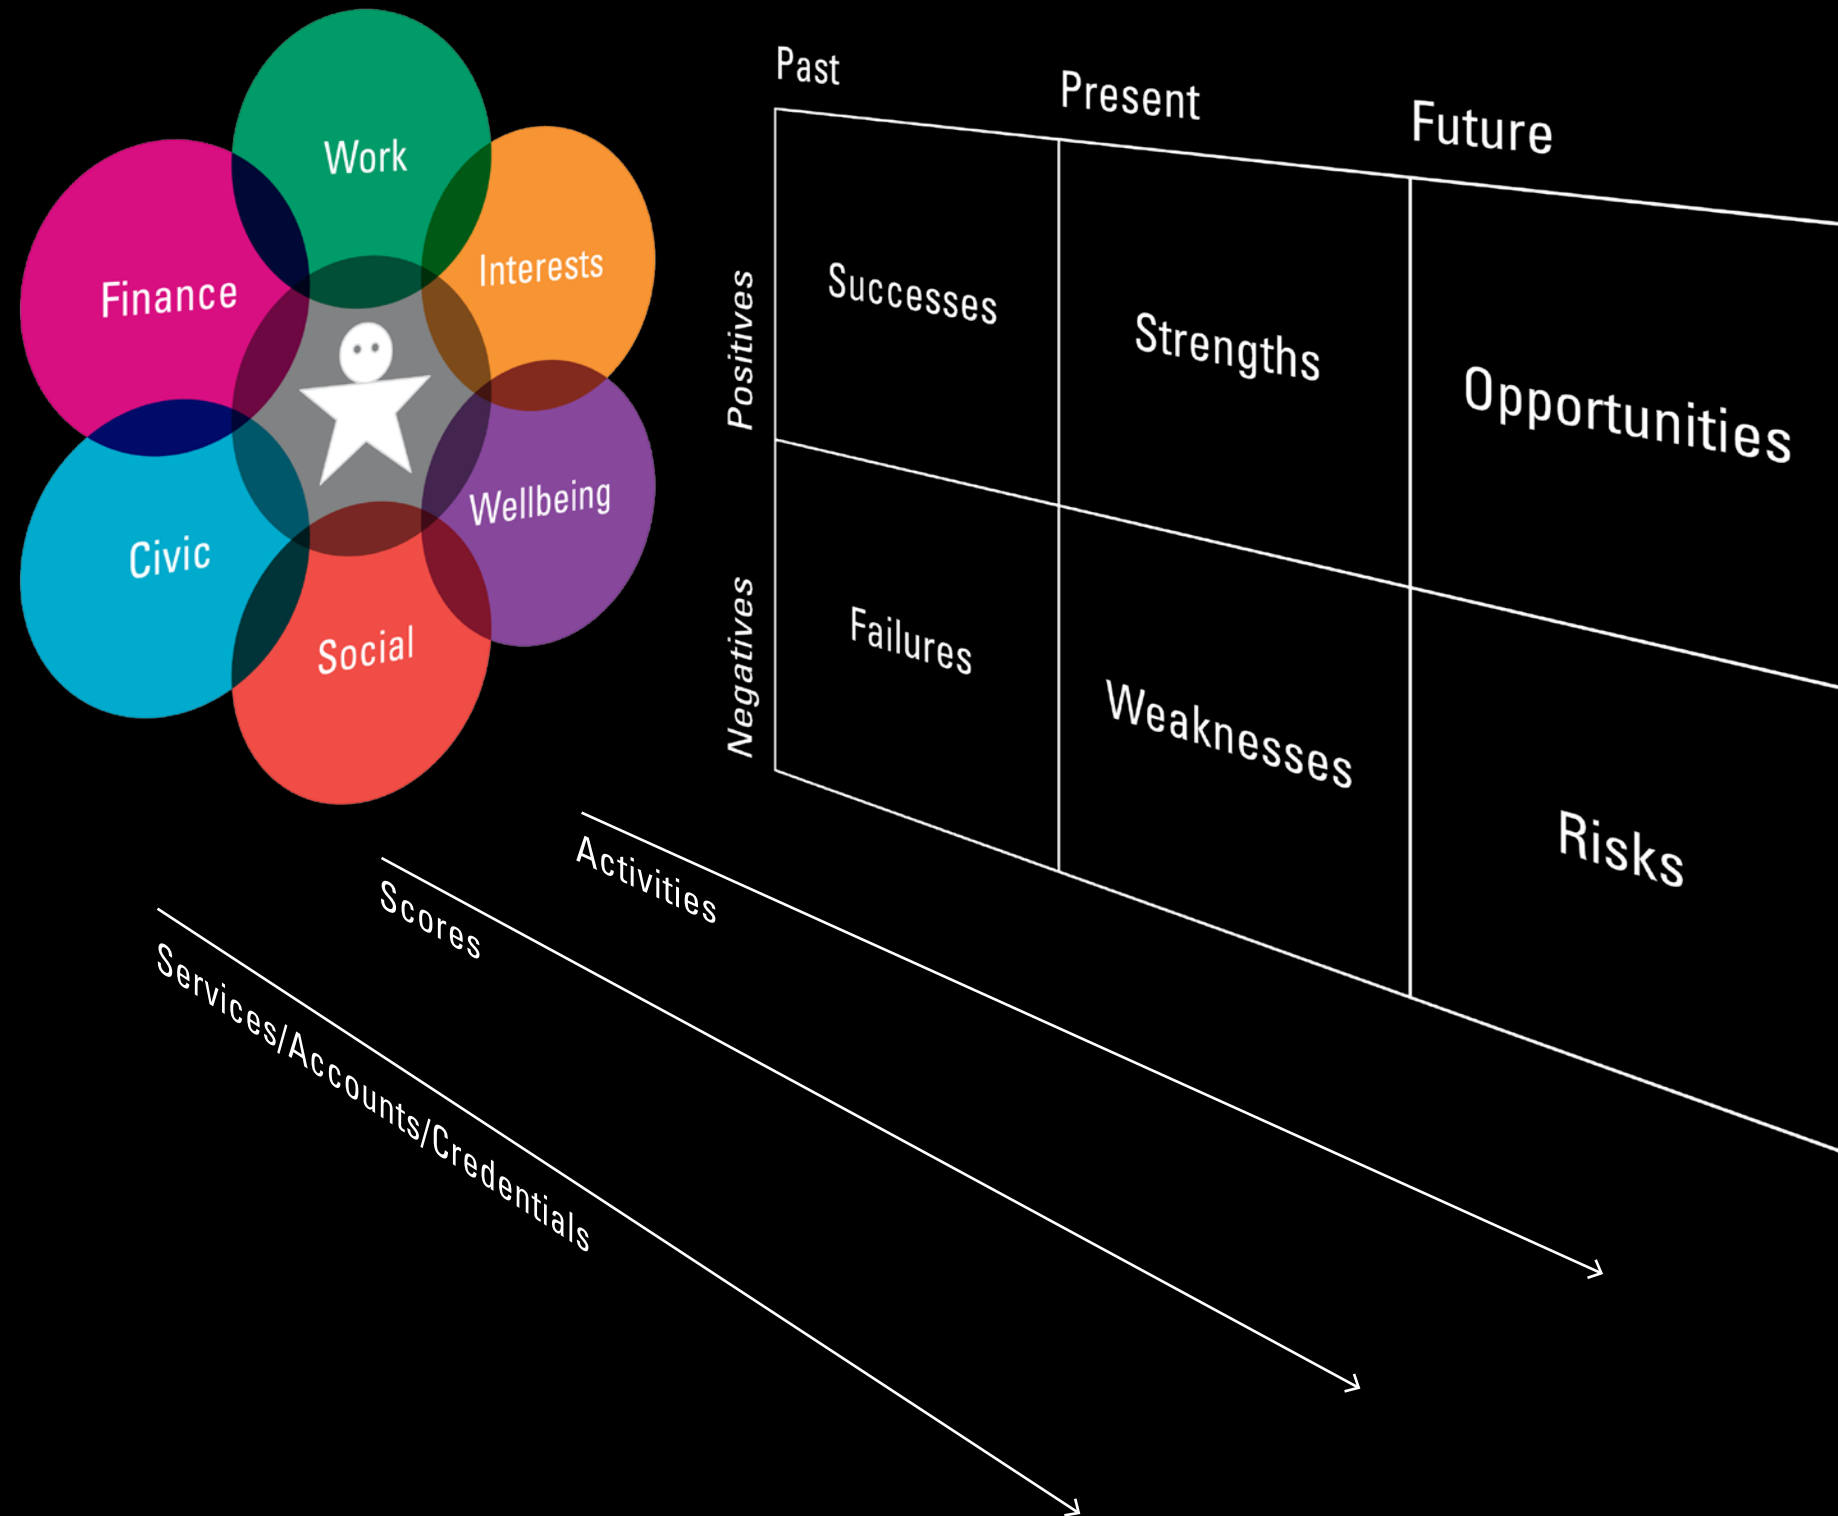 Work
Interests
Finance
Wellbeing
Civic
Social
Past
Present
Future
Positives
Successes
Strengths
Opportunities
Negatives
Failures
Weaknesses
Risks
Activities
Scores
Services/Accounts/Credentials